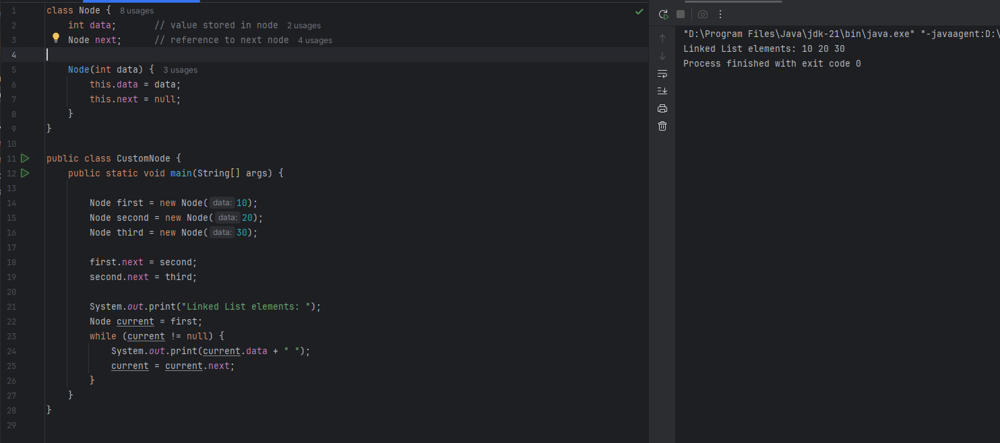 1 class Node { 8 usages
2 int data; // value stored in node 2 usages
3 Node next; // reference to next node 4 usages
4
5 Node(int data) { 3 usages
6 this.data = data;
7 this.next = null;
8 }
9 }
10
11 public class CustomNode {
12 public static void main(String[] args) {
13
14 Node first = new Node( data: 10);
15 Node second = new Node( data: 20);
16 Node third = new Node( data: 30);
17
18 first.next = second;
19 second.next = third;
20
21 System.out.print("Linked List elements: ");
22 Node current = first;
23 while (current != null) {
24 System.out.print(current.data + " ");
25 current = current.next;
26 }
27 }
28 }
29
"D:\Program Files\Java\jdk-21\bin\java.exe" "-javaagent:D:\
Linked List elements: 10 20 30
Process finished with exit code 0